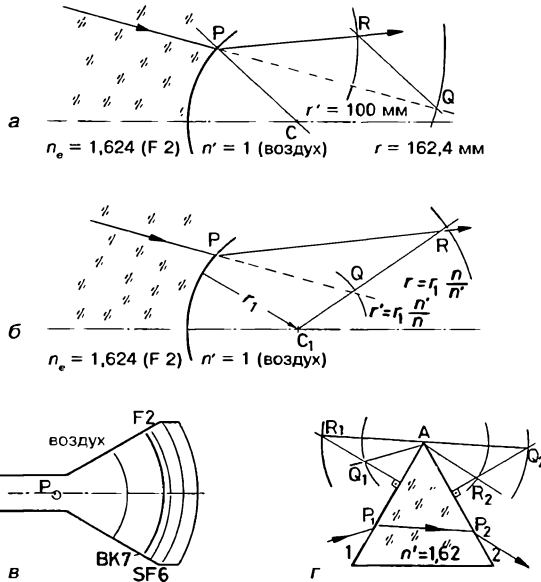 P
R
Q
C
r' = 100 мм
а
nₑ = 1,624 (F 2) n' = 1 (воздух) r = 162,4 мм
P
R
Q
r₁
r = r₁ n/n'
r' = r₁ n'/n
C₁
б
nₑ = 1,624 (F 2) n' = 1 (воздух)
F2
воздух
P
BK7
SF6
в
R₁ A
Q₂
Q₁ R₂
P₁ P₂
1 n'=1,62 2
г